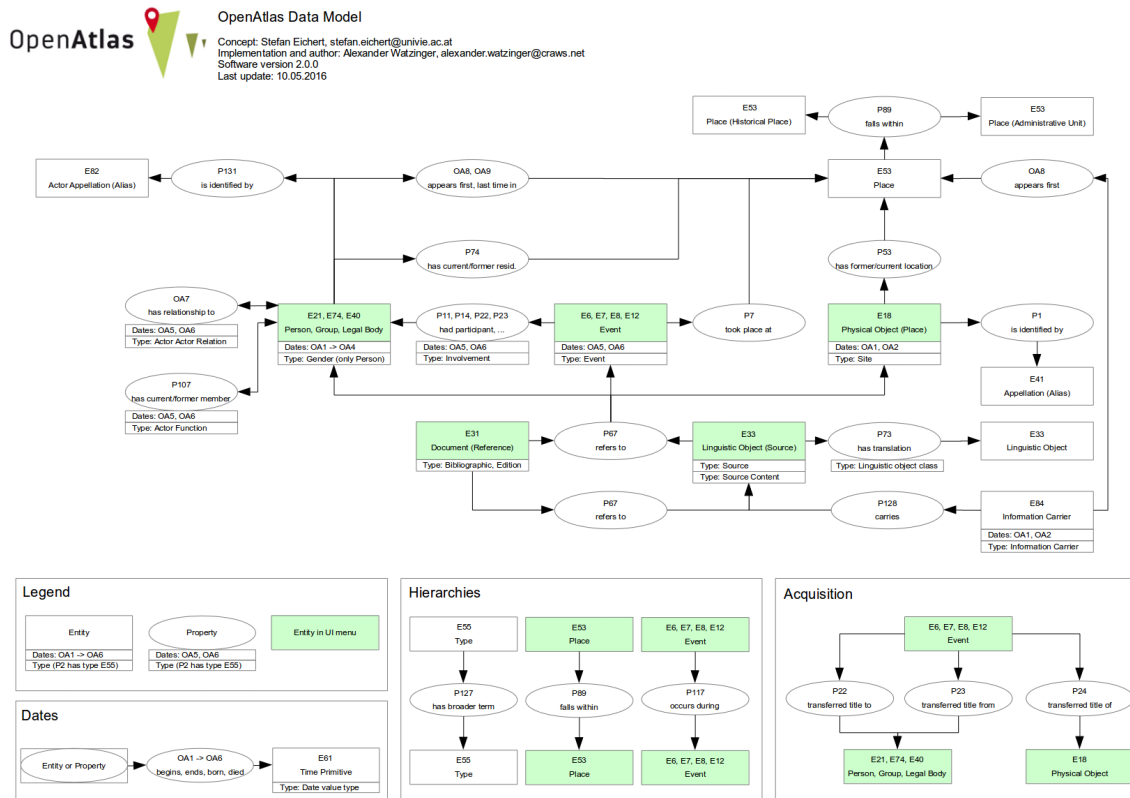 OpenAtlas
OpenAtlas Data Model
Concept: Stefan Eichert, stefan.eichert@univie.ac.at
Implementation and author: Alexander Watzinger, alexander.watzinger@craws.net
Software version 2.0.0
Last update: 10.05.2016
E53
Place (Historical Place)
P89
falls within
E53
Place (Administrative Unit)
E82
Actor Appellation (Alias)
P131
is identified by
OA8, OA9
appears first, last time in
E53
Place
OA8
appears first
P74
has current/former resid.
P53
has former/current location
OA7
has relationship to
Dates: OA5, OA6
Type: Actor Actor Relation
E21, E74, E40
Person, Group, Legal Body
Dates: OA1 -> OA4
Type: Gender (only Person)
P11, P14, P22, P23
had participant, ...
Dates: OA5, OA6
Type: Involvement
E6, E7, E8, E12
Event
Dates: OA5, OA6
Type: Event
P7
took place at
E18
Physical Object (Place)
Dates: OA1, OA2
Type: Site
P1
is identified by
P107
has current/former member
Dates: OA5, OA6
Type: Actor Function
E41
Appellation (Alias)
E31
Document (Reference)
Type: Bibliographic, Edition
P67
refers to
E33
Linguistic Object (Source)
Type: Source
Type: Source Content
P73
has translation
Type: Linguistic object class
E33
Linguistic Object
P67
refers to
P128
carries
E84
Information Carrier
Dates: OA1, OA2
Type: Information Carrier
Legend
Entity
Dates: OA1 -> OA6
Type (P2 has type E55)
Property
Dates: OA5, OA6
Type (P2 has type E55)
Entity in UI menu
Dates
Entity or Property
OA1 -> OA6
begins, ends, born, died
E61
Time Primitive
Type: Date value type
Hierarchies
E55
Type
E53
Place
E6, E7, E8, E12
Event
P127
has broader term
P89
falls within
P117
occurs during
E55
Type
E53
Place
E6, E7, E8, E12
Event
Acquisition
E6, E7, E8, E12
Event
P22
transferred title to
P23
transferred title from
P24
transferred title of
E21, E74, E40
Person, Group, Legal Body
E18
Physical Object